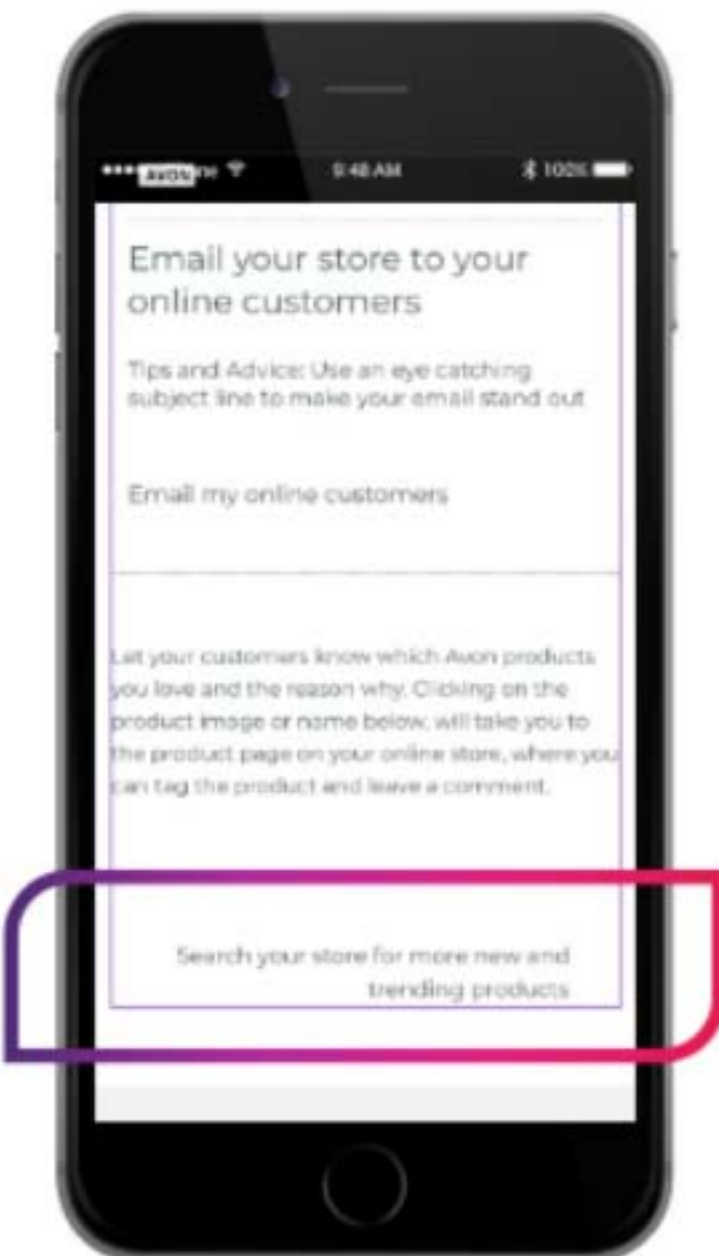 AVON ne 9:48 AM 100%
Email your store to your
online customers
Tips and Advice: Use an eye catching
subject line to make your email stand out
Email my online customers
Let your customers know which Avon products
you love and the reason why. Clicking on the
product image or name below, will take you to
the product page on your online store, where you
can tag the product and leave a comment.
Search your store for more new and
trending products